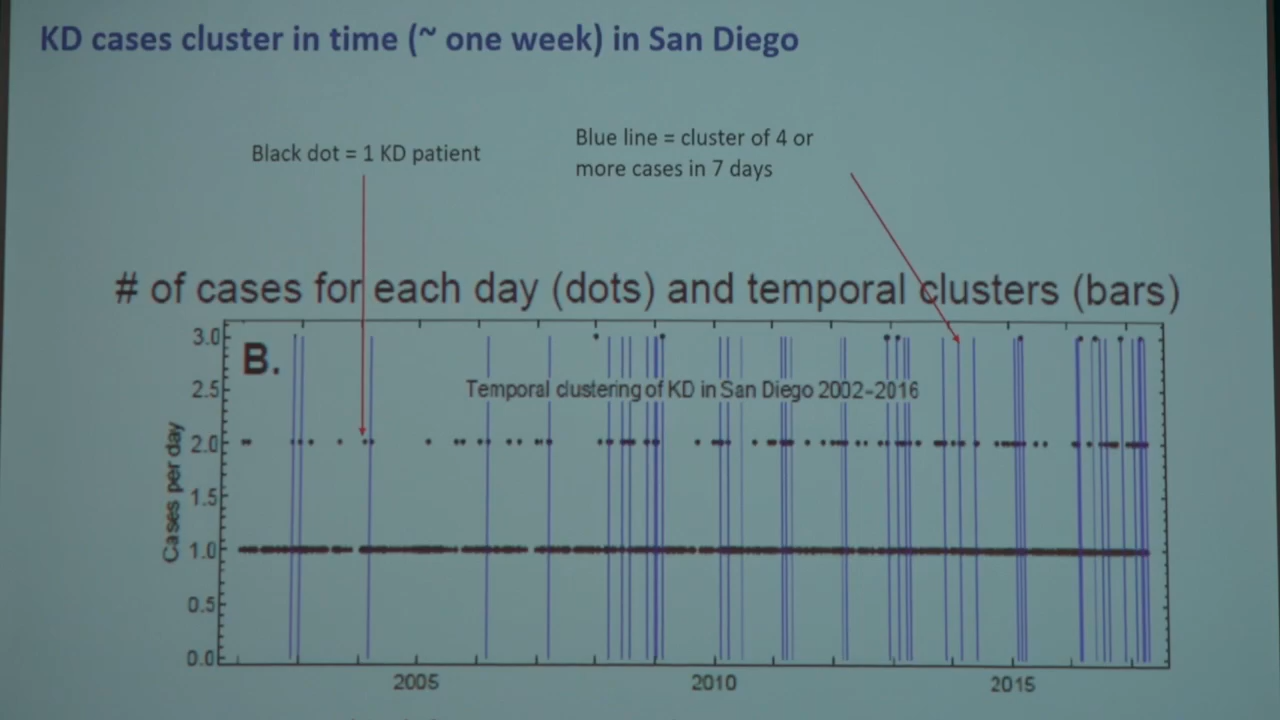 KD cases cluster in time (~ one week) in San Diego
Black dot = 1 KD patient
Blue line = cluster of 4 or
more cases in 7 days
# of cases for each day (dots) and temporal clusters (bars)
B.
Temporal clustering of KD in San Diego 2002-2016
Cases per day
3.0
2.5
2.0
1.5
1.0
0.5
0.0
2005
2010
2015